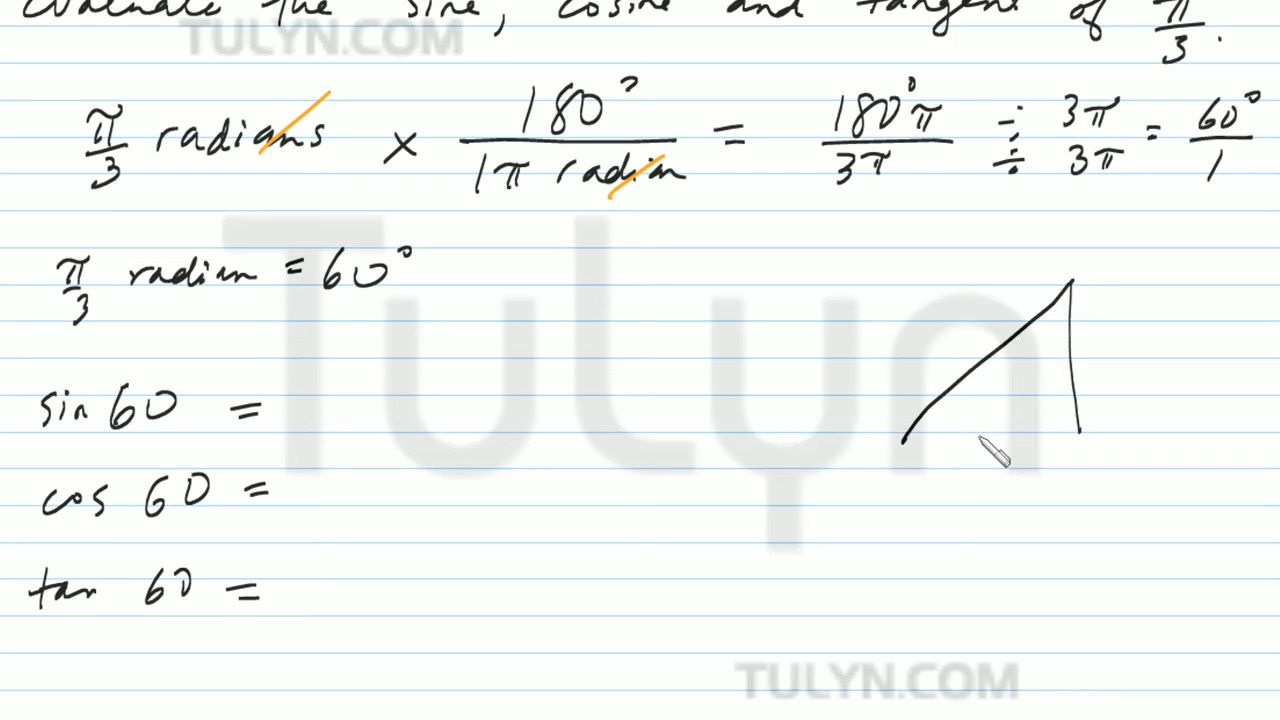 Evaluate the sine, cosine and tangent of π/3.
TULYN.COM
π/3 radians × 180°/1π radian = 180°π/3π ÷ 3π/÷ 3π = 60°/1
Tulyn
π/3 radian = 60°
sin 60 =
cos 60 =
tan 60 =
TULYN.COM